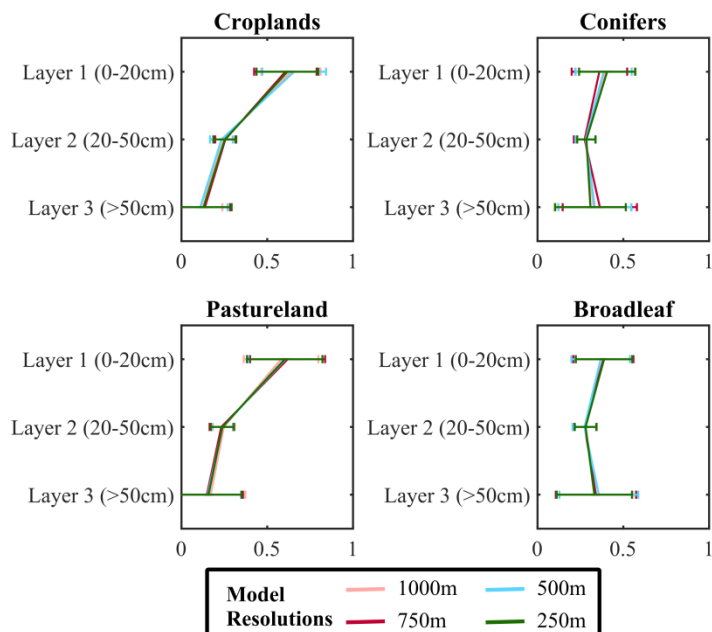 Croplands
Layer 1 (0-20cm)
Layer 2 (20-50cm)
Layer 3 (>50cm)
0 0.5 1
Conifers
Layer 1 (0-20cm)
Layer 2 (20-50cm)
Layer 3 (>50cm)
0 0.5 1
Pastureland
Layer 1 (0-20cm)
Layer 2 (20-50cm)
Layer 3 (>50cm)
0 0.5 1
Broadleaf
Layer 1 (0-20cm)
Layer 2 (20-50cm)
Layer 3 (>50cm)
0 0.5 1
Model
Resolutions
1000m
750m
500m
250m